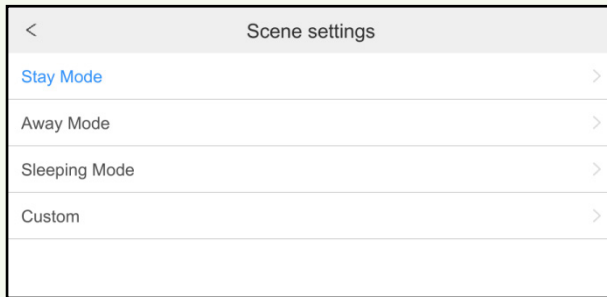 Scene settings
Stay Mode
Away Mode
Sleeping Mode
Custom